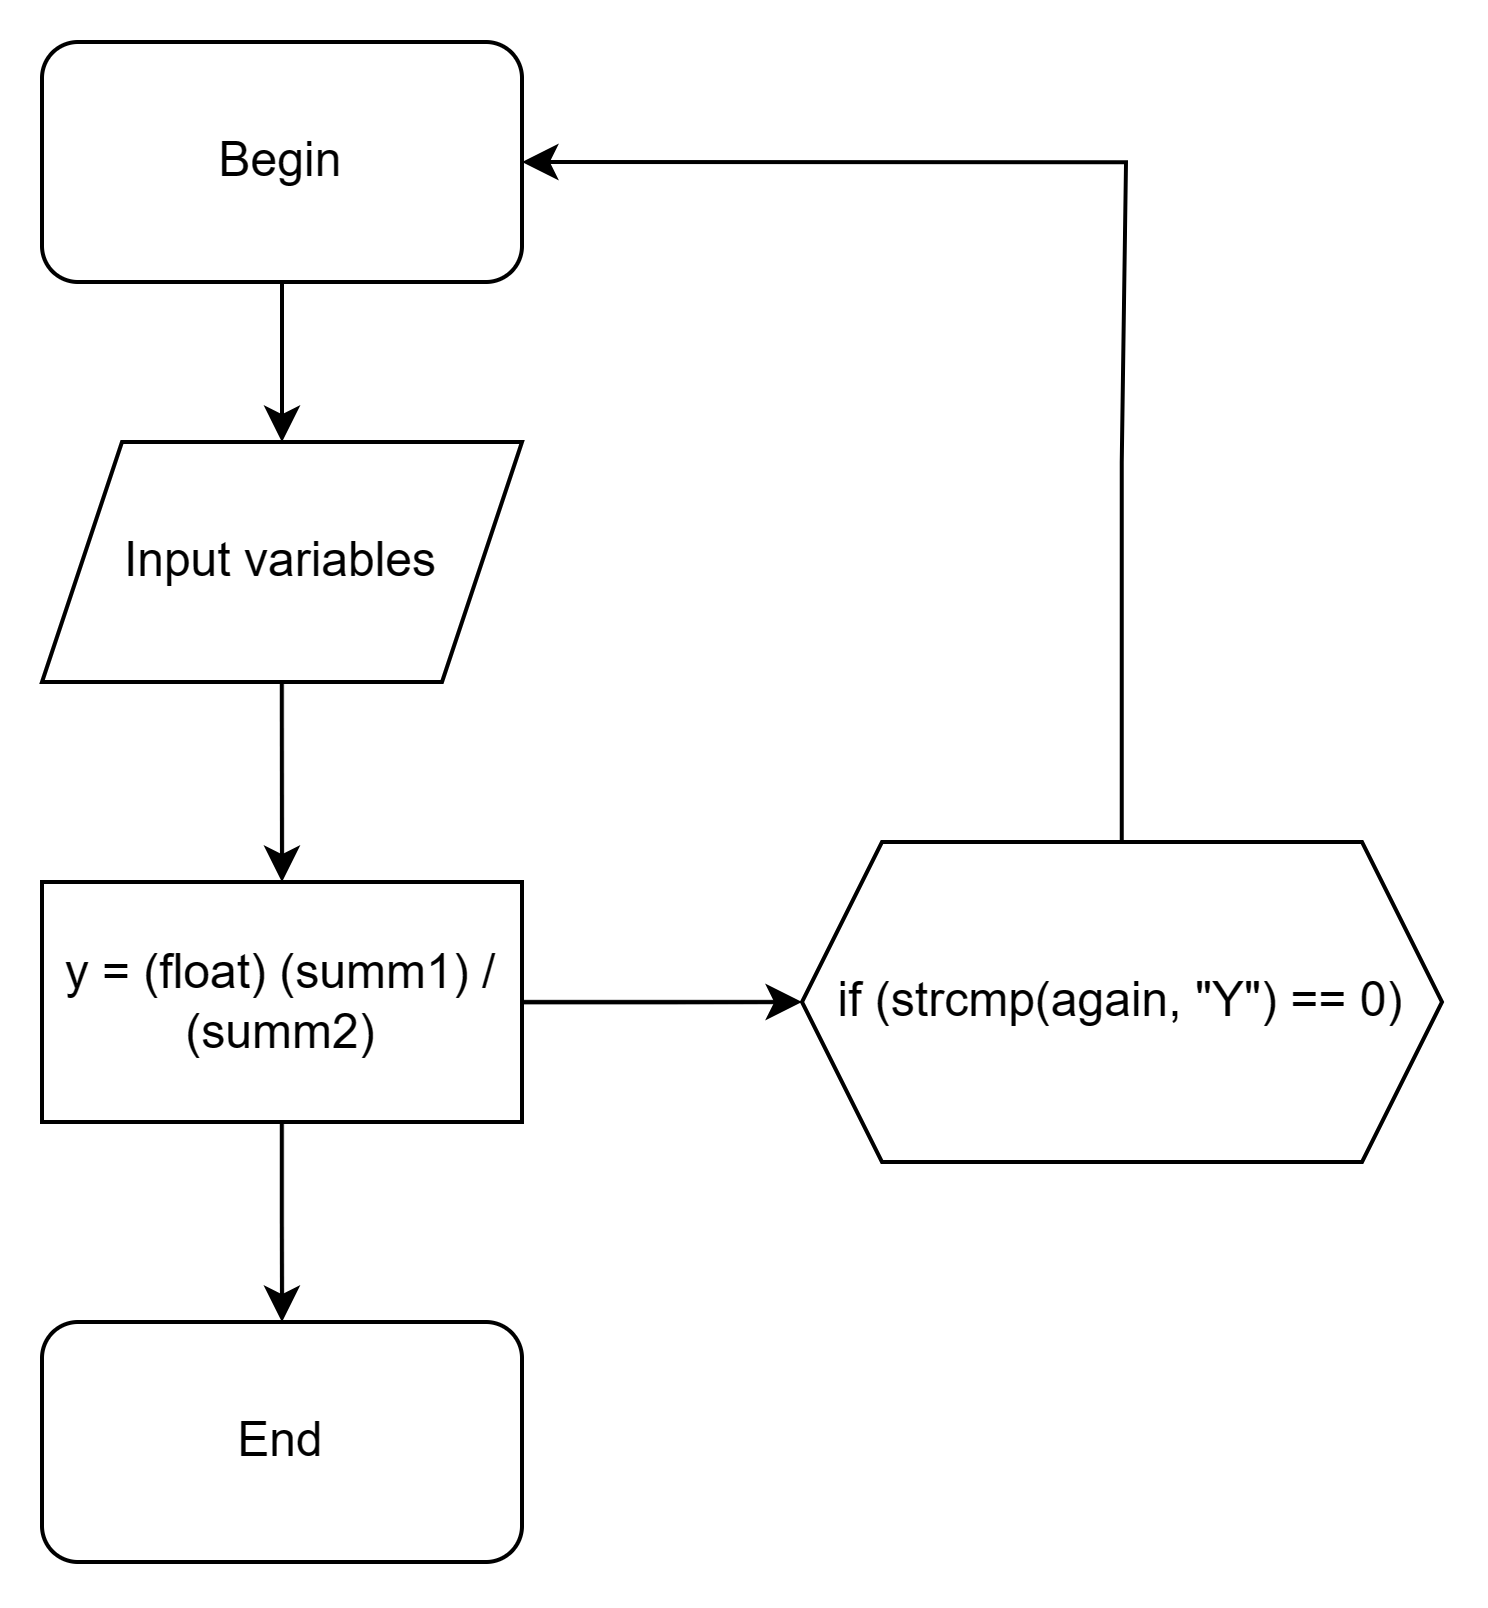 Begin
Input variables
y = (float) (summ1) /
(summ2)
if (strcmp(again, "Y") == 0)
End